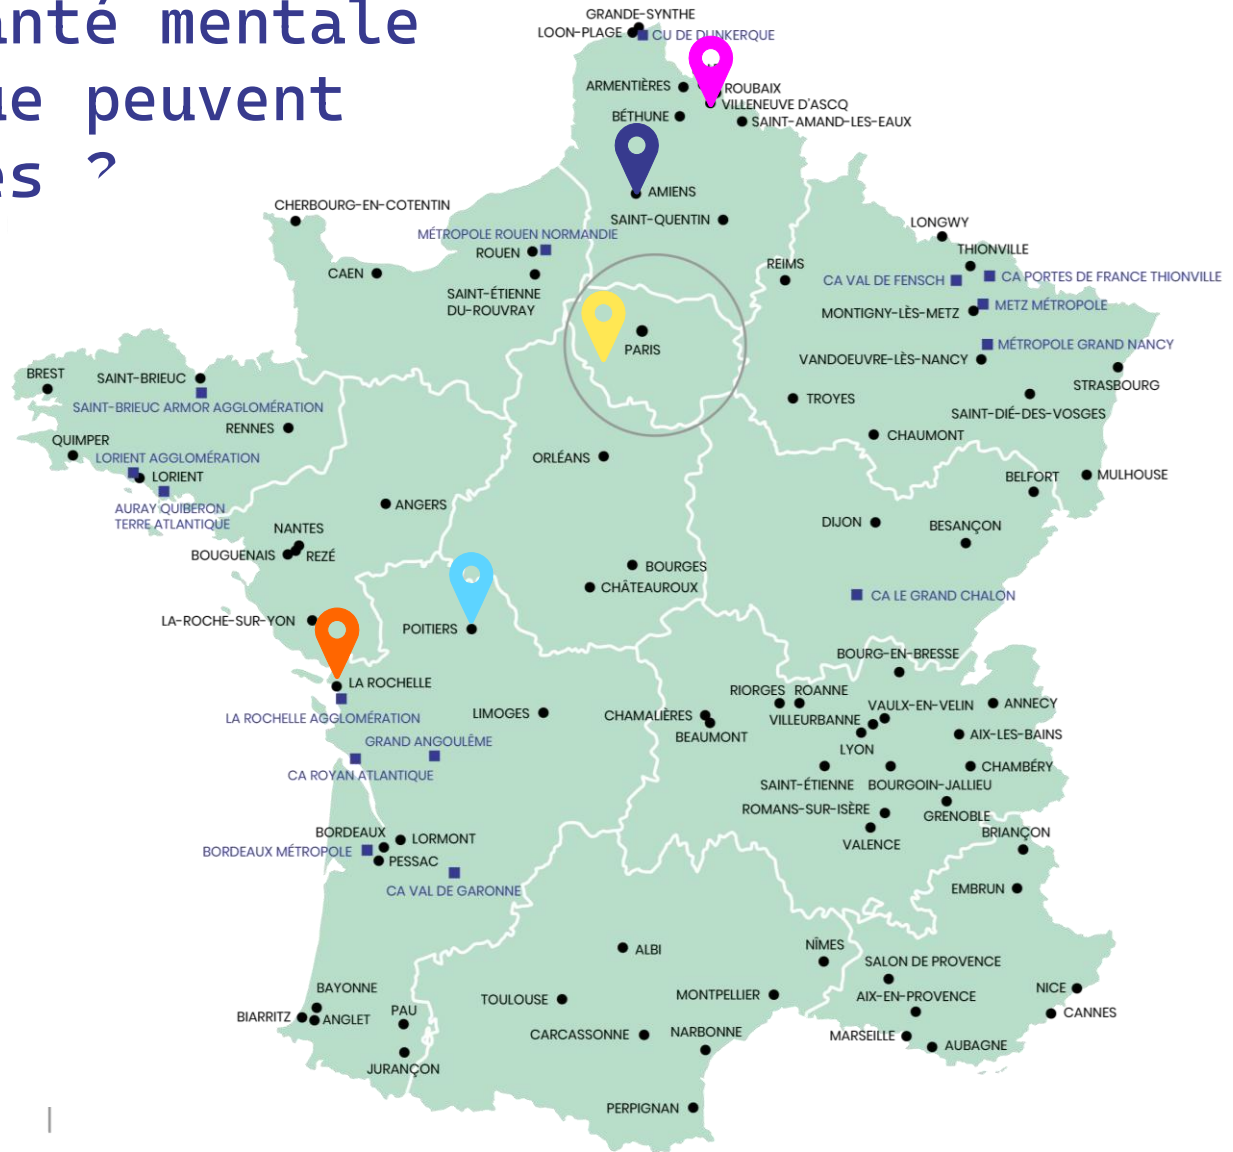 anté mentale
ue peuvent
es ?
GRANDE-SYNTHE
LOON-PLAGE
CU DE DUNKERQUE
ARMENTIÈRES
ROUBAIX
VILLENEUVE D'ASCQ
BÉTHUNE
SAINT-AMAND-LES-EAUX
AMIENS
CHERBOURG-EN-COTENTIN
SAINT-QUENTIN
LONGWY
MÉTROPOLE ROUEN NORMANDIE
ROUEN
THIONVILLE
REIMS
CAEN
CA VAL DE FENSCH
CA PORTES DE FRANCE THIONVILLE
SAINT-ÉTIENNE
DU-ROUVRAY
METZ MÉTROPOLE
MONTIGNY-LÈS-METZ
PARIS
MÉTROPOLE GRAND NANCY
VANDOEUVRE-LÈS-NANCY
BREST
SAINT-BRIEUC
STRASBOURG
SAINT-BRIEUC ARMOR AGGLOMÉRATION
TROYES
SAINT-DIÉ-DES-VOSGES
RENNES
CHAUMONT
QUIMPER
LORIENT AGGLOMÉRATION
ORLÉANS
LORIENT
BELFORT
MULHOUSE
AURAY QUIBERON
TERRE ATLANTIQUE
ANGERS
DIJON
BESANÇON
NANTES
BOUGUENAIS
REZÉ
BOURGES
CHÂTEAUROUX
CA LE GRAND CHALON
LA-ROCHE-SUR-YON
POITIERS
BOURG-EN-BRESSE
LA ROCHELLE
RIORGES
ROANNE
LA ROCHELLE AGGLOMÉRATION
LIMOGES
CHAMALIÈRES
VAULX-EN-VELIN
ANNECY
VILLEURBANNE
BEAUMONT
AIX-LES-BAINS
GRAND ANGOULÊME
LYON
CA ROYAN ATLANTIQUE
CHAMBÉRY
SAINT-ÉTIENNE
BOURGOIN-JALLIEU
ROMANS-SUR-ISÈRE
GRENOBLE
BORDEAUX
LORMONT
BRIANÇON
VALENCE
BORDEAUX MÉTROPOLE
PESSAC
CA VAL DE GARONNE
EMBRUN
ALBI
NÎMES
SALON DE PROVENCE
BAYONNE
TOULOUSE
MONTPELLIER
AIX-EN-PROVENCE
NICE
BIARRITZ
ANGLET
PAU
CANNES
CARCASSONNE
NARBONNE
MARSEILLE
AUBAGNE
JURANÇON
PERPIGNAN